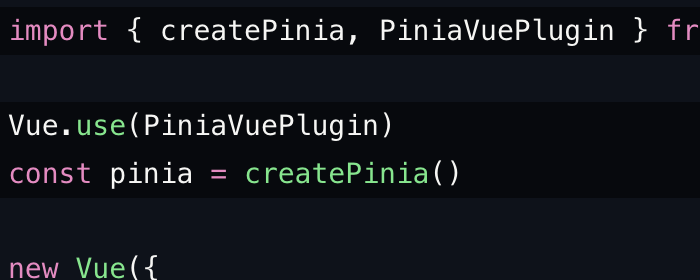 import { createPinia, PiniaVuePlugin } fr
Vue.use(PiniaVuePlugin)
const pinia = createPinia()
new Vue({